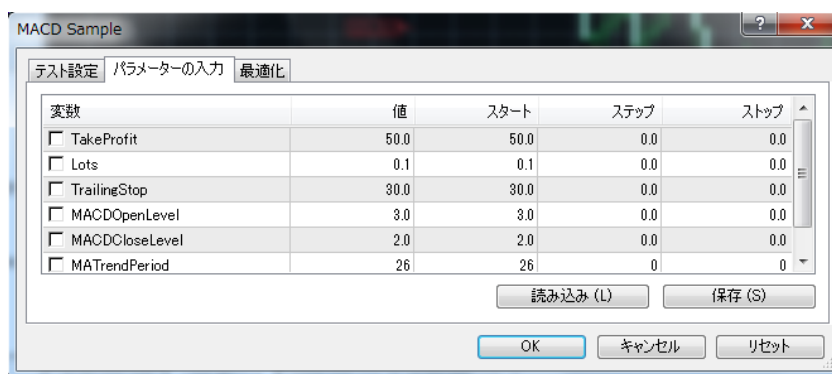 MACD Sample
テスト設定 パラメーターの入力 最適化
変数 値 スタート ステップ ストップ
TakeProfit 50.0 50.0 0.0 0.0
Lots 0.1 0.1 0.0 0.0
TrailingStop 30.0 30.0 0.0 0.0
MACDOpenLevel 3.0 3.0 0.0 0.0
MACDCloseLevel 2.0 2.0 0.0 0.0
MATrendPeriod 26 26 0 0
読み込み (L) 保存 (S)
OK キャンセル リセット